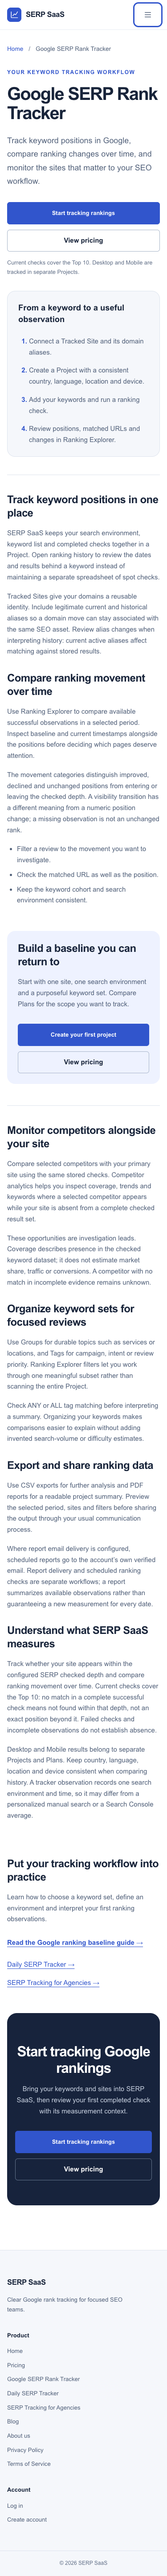 SERP SaaS
Home / Google SERP Rank Tracker
YOUR KEYWORD TRACKING WORKFLOW
Google SERP Rank
Tracker
Track keyword positions in Google,
compare ranking changes over time, and
monitor the sites that matter to your SEO
workflow.
Start tracking rankings
View pricing
Current checks cover the Top 10. Desktop and Mobile are
tracked in separate Projects.
From a keyword to a useful
observation
1. Connect a Tracked Site and its domain
aliases.
2. Create a Project with a consistent
country, language, location and device.
3. Add your keywords and run a ranking
check.
4. Review positions, matched URLs and
changes in Ranking Explorer.
Track keyword positions in one
place
SERP SaaS keeps your search environment,
keyword list and completed checks together in a
Project. Open ranking history to review the dates
and results behind a keyword instead of
maintaining a separate spreadsheet of spot checks.
Tracked Sites give your domains a reusable
identity. Include legitimate current and historical
aliases so a domain move can stay associated with
the same SEO asset. Review alias changes when
interpreting history: current active aliases affect
matching against stored results.
Compare ranking movement
over time
Use Ranking Explorer to compare available
successful observations in a selected period.
Inspect baseline and current timestamps alongside
the positions before deciding which pages deserve
attention.
The movement categories distinguish improved,
declined and unchanged positions from entering or
leaving the checked depth. A visibility transition has
a different meaning from a numeric position
change; a missing observation is not an unchanged
rank.
• Filter a review to the movement you want to
investigate.
• Check the matched URL as well as the position.
• Keep the keyword cohort and search
environment consistent.
Build a baseline you can
return to
Start with one site, one search environment
and a purposeful keyword set. Compare
Plans for the scope you want to track.
Create your first project
View pricing
Monitor competitors alongside
your site
Compare selected competitors with your primary
site using the same stored checks. Competitor
analytics helps you inspect coverage, trends and
keywords where a selected competitor appears
while your site is absent from a complete checked
result set.
These opportunities are investigation leads.
Coverage describes presence in the checked
keyword dataset; it does not estimate market
share, traffic or conversions. A competitor with no
match in incomplete evidence remains unknown.
Organize keyword sets for
focused reviews
Use Groups for durable topics such as services or
locations, and Tags for campaign, intent or review
priority. Ranking Explorer filters let you work
through one meaningful subset rather than
scanning the entire Project.
Check ANY or ALL tag matching before interpreting
a summary. Organizing your keywords makes
comparisons easier to explain without adding
invented search-volume or difficulty estimates.
Export and share ranking data
Use CSV exports for further analysis and PDF
reports for a readable project summary. Preview
the selected period, sites and filters before sharing
the output through your usual communication
process.
Where report email delivery is configured,
scheduled reports go to the account's own verified
email. Report delivery and scheduled ranking
checks are separate workflows; a report
summarizes available observations rather than
guaranteeing a new measurement for every date.
Understand what SERP SaaS
measures
Track whether your site appears within the
configured SERP checked depth and compare
ranking movement over time. Current checks cover
the Top 10: no match in a complete successful
check means not found within that depth, not an
exact position beyond it. Failed checks and
incomplete observations do not establish absence.
Desktop and Mobile results belong to separate
Projects and Plans. Keep country, language,
location and device consistent when comparing
history. A tracker observation records one search
environment and time, so it may differ from a
personalized manual search or a Search Console
average.
Put your tracking workflow into
practice
Learn how to choose a keyword set, define an
environment and interpret your first ranking
observations.
Read the Google ranking baseline guide →
Daily SERP Tracker →
SERP Tracking for Agencies →
Start tracking Google
rankings
Bring your keywords and sites into SERP
SaaS, then review your first completed check
with its measurement context.
Start tracking rankings
View pricing
SERP SaaS
Clear Google rank tracking for focused SEO
teams.
Product
Home
Pricing
Google SERP Rank Tracker
Daily SERP Tracker
SERP Tracking for Agencies
Blog
About us
Privacy Policy
Terms of Service
Account
Log in
Create account
© 2026 SERP SaaS